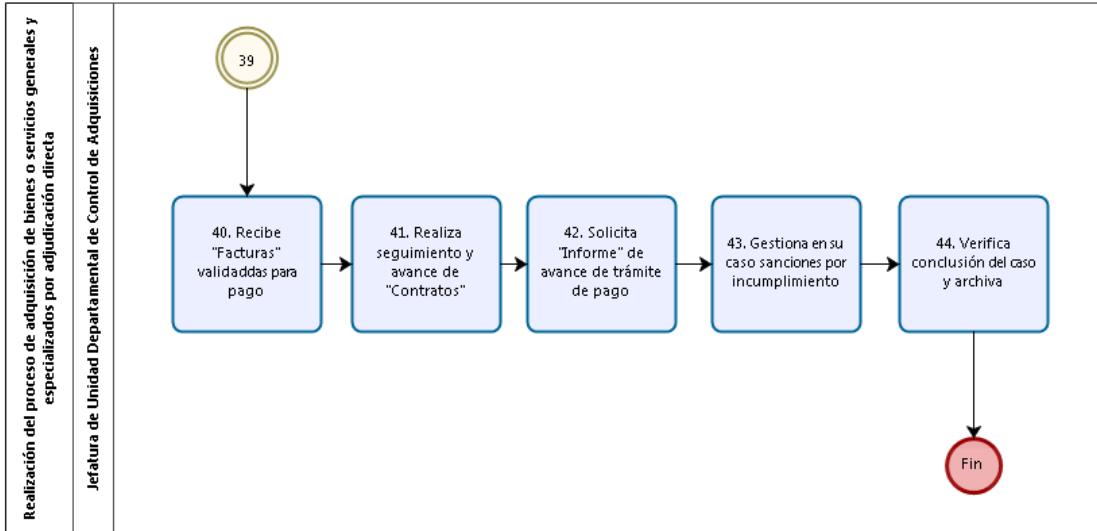 Realización del proceso de adquisición de bienes o servicios generales y
especializados por adjudicación directa
Jefatura de Unidad Departamental de Control de Adquisiciones
39
40. Recibe
"Facturas"
validaddas para
pago
41. Realiza
seguimiento y
avance de
"Contratos"
42. Solicita
"Informe" de
avance de trámite
de pago
43. Gestiona en su
caso sanciones por
incumplimiento
44. Verifica
conclusión del caso
y archiva
Fin